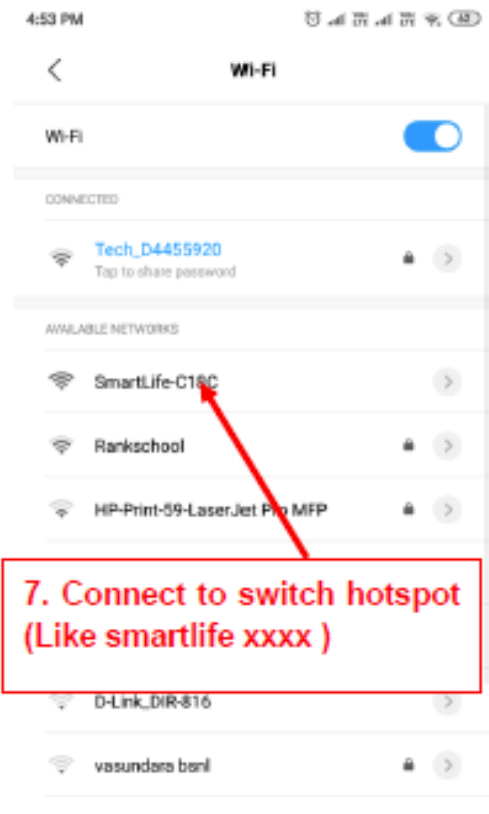 4:53 PM
Wi-Fi
Wi-Fi
CONNECTED
Tech_D4455920
Tap to share password
AVAILABLE NETWORKS
SmartLife-C18C
Rankschool
HP-Print-59-LaserJet Pro MFP
7. Connect to switch hotspot
(Like smartlife xxxx )
D-Link_DIR-816
vasundara bsnl